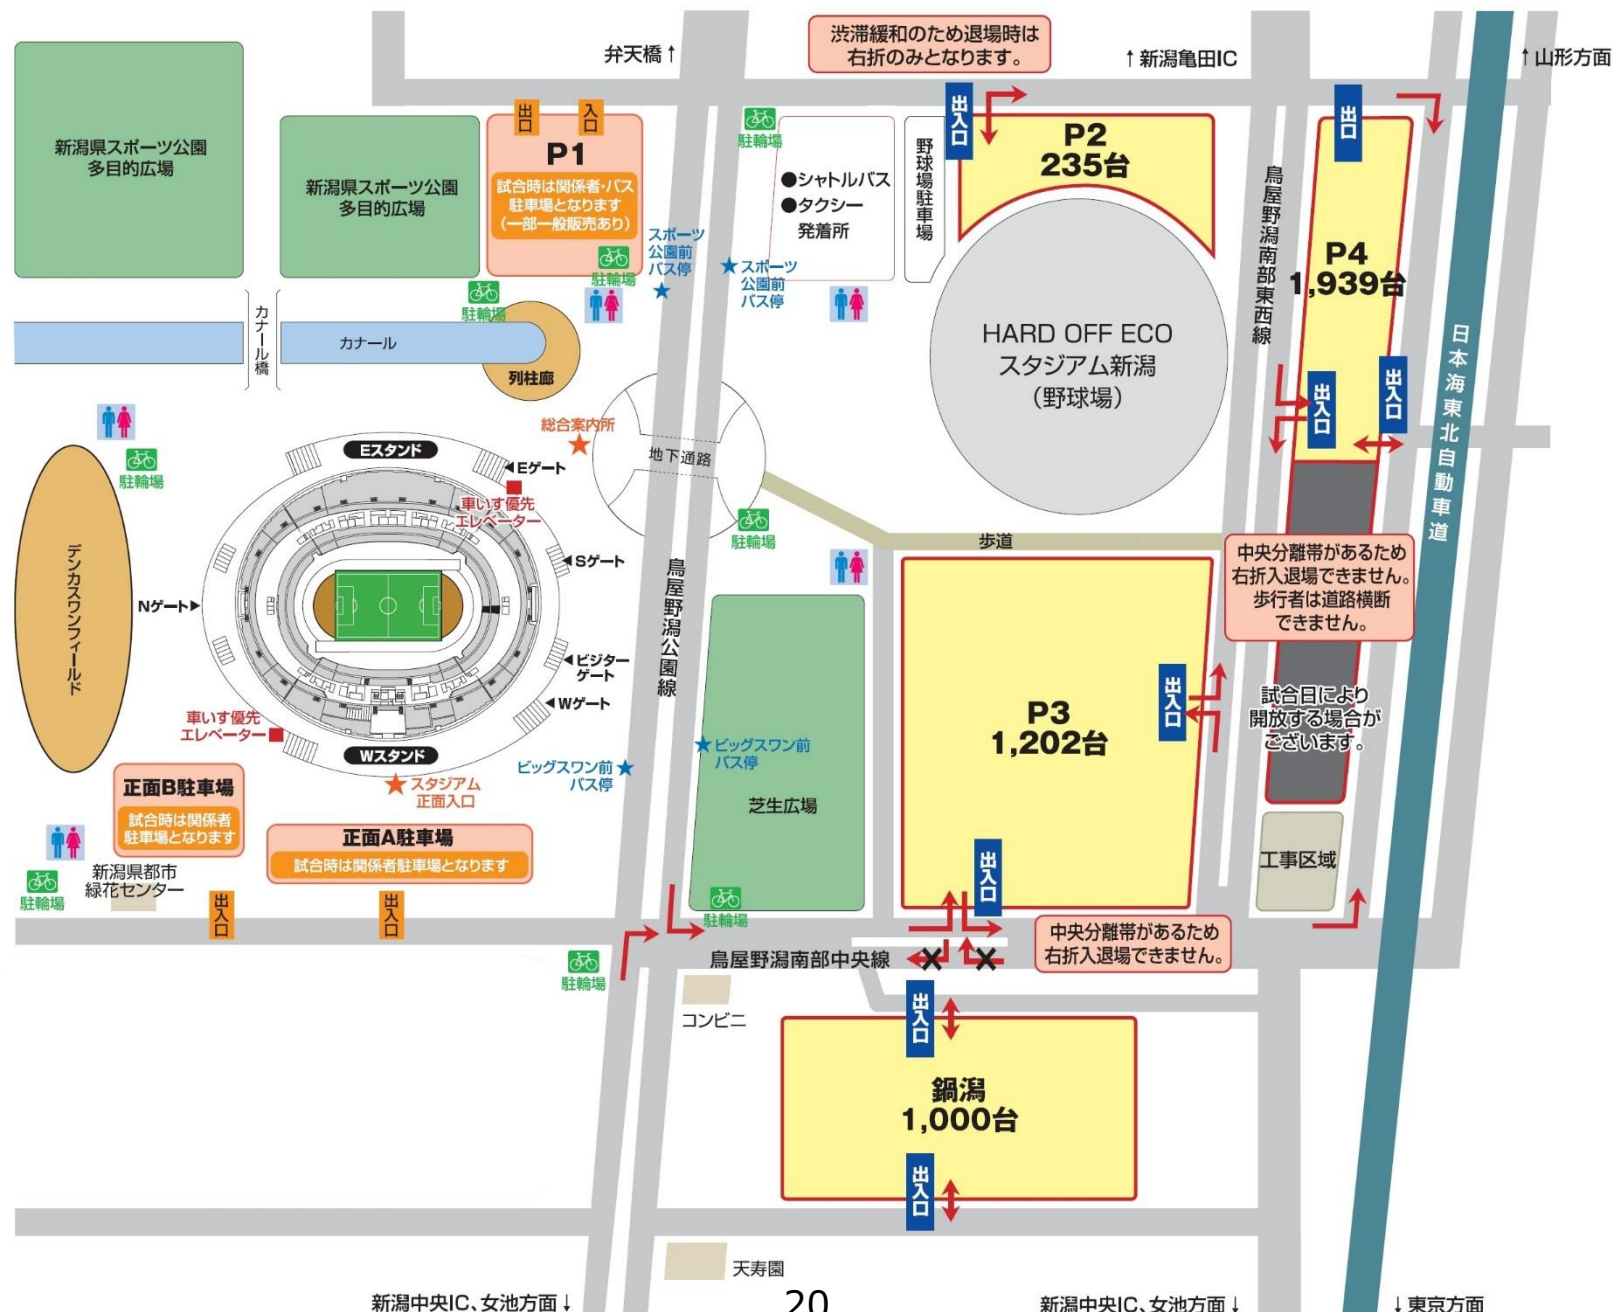 渋滞緩和のため退場時は
右折のみとなります。
弁天橋↑
↑新潟亀田IC
↑山形方面
新潟県スポーツ公園
多目的広場
新潟県スポーツ公園
多目的広場
出口
入口
P1
試合時は関係者・バス
駐車場となります
(一部一般販売あり)
駐輪場
駐輪場
スポーツ
公園前
バス停
駐輪場
●シャトルバス
●タクシー
発着所
スポーツ
公園前
バス停
野球場駐車場
出入口
P2
235台
出口
P4
1,939台
鳥屋野潟南部東西線
出入口
出入口
日本海東北自動車道
カナール橋
カナール
駐輪場
列柱廊
HARD OFF ECO
スタジアム新潟
(野球場)
総合案内所
地下通路
駐輪場
Eスタンド
Eゲート
車いす優先
エレベーター
Sゲート
Nゲート
ビジター
ゲート
Wゲート
車いす優先
エレベーター
Wスタンド
スタジアム
正面入口
デンカスワンフィールド
駐輪場
歩道
鳥屋野潟公園線
中央分離帯があるため
右折入退場できません。
歩行者は道路横断
できません。
P3
1,202台
出入口
試合日により
開放する場合が
ございます。
ビッグスワン前
バス停
ビッグスワン前
バス停
芝生広場
正面B駐車場
試合時は関係者
駐車場となります
正面A駐車場
試合時は関係者駐車場となります
新潟県都市
緑花センター
駐輪場
出入口
出入口
駐輪場
出入口
工事区域
中央分離帯があるため
右折入退場できません。
鳥屋野潟南部中央線
駐輪場
コンビニ
出入口
鍋潟
1,000台
出入口
天寿園
新潟中央IC、女池方面↓
20
新潟中央IC、女池方面↓
↓東京方面